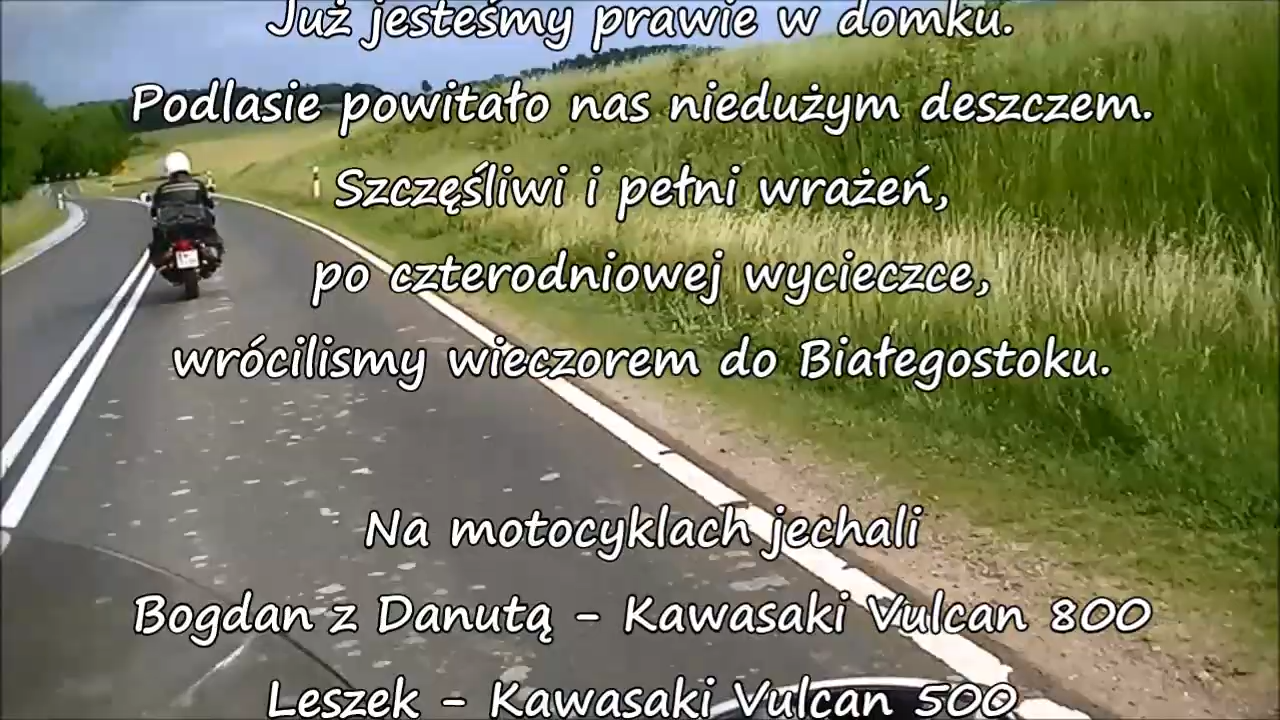 Już jesteśmy prawie w domku.
Podlasie powitało nas niedużym deszczem.
Szczęśliwi i pełni wrażeń,
po czterodniowej wycieczce,
wrócilismy wieczorem do Białegostoku.
Na motocyklach jechali
Bogdan z Danutą - Kawasaki Vulcan 800
Leszek - Kawasaki Vulcan 500